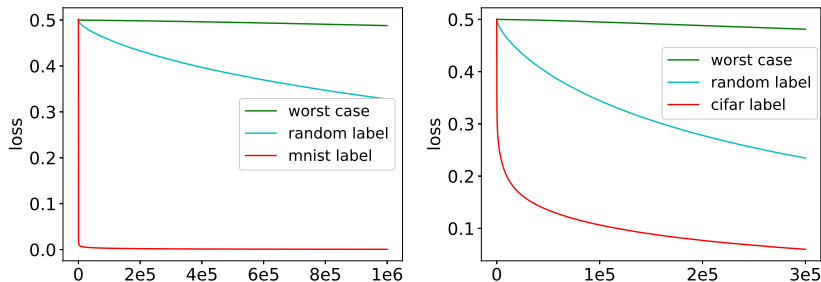 loss
0.5
0.4
0.3
0.2
0.1
0.0
worst case
random label
mnist label
0 2e5 4e5 6e5 8e5 1e6
loss
0.5
0.4
0.3
0.2
0.1
worst case
random label
cifar label
0 1e5 2e5 3e5